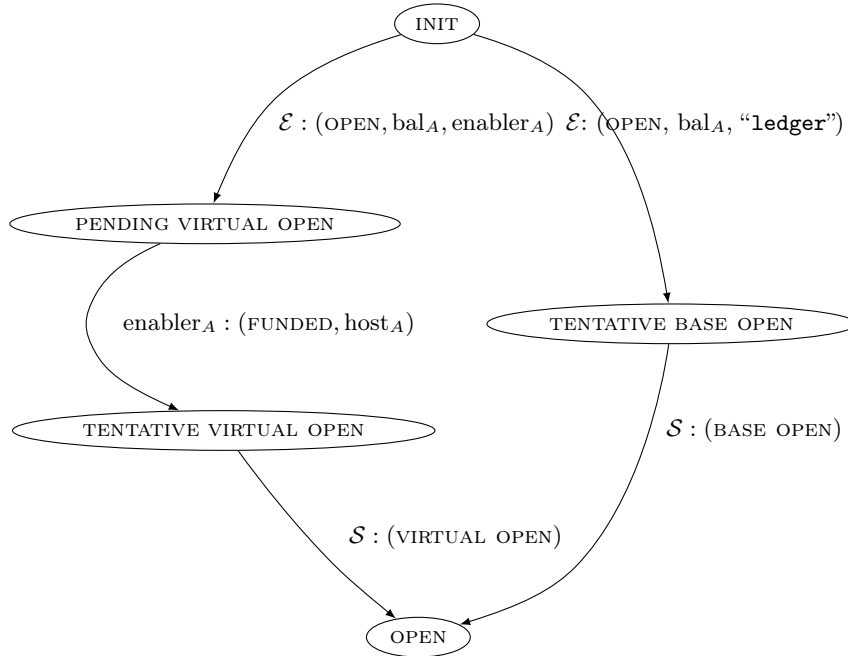 INIT
ℰ : (OPEN, bal_A, enabler_A) ℰ: (OPEN, bal_A, “ledger”)
PENDING VIRTUAL OPEN
enabler_A : (FUNDED, host_A)
TENTATIVE BASE OPEN
TENTATIVE VIRTUAL OPEN
𝒮 : (BASE OPEN)
𝒮 : (VIRTUAL OPEN)
OPEN